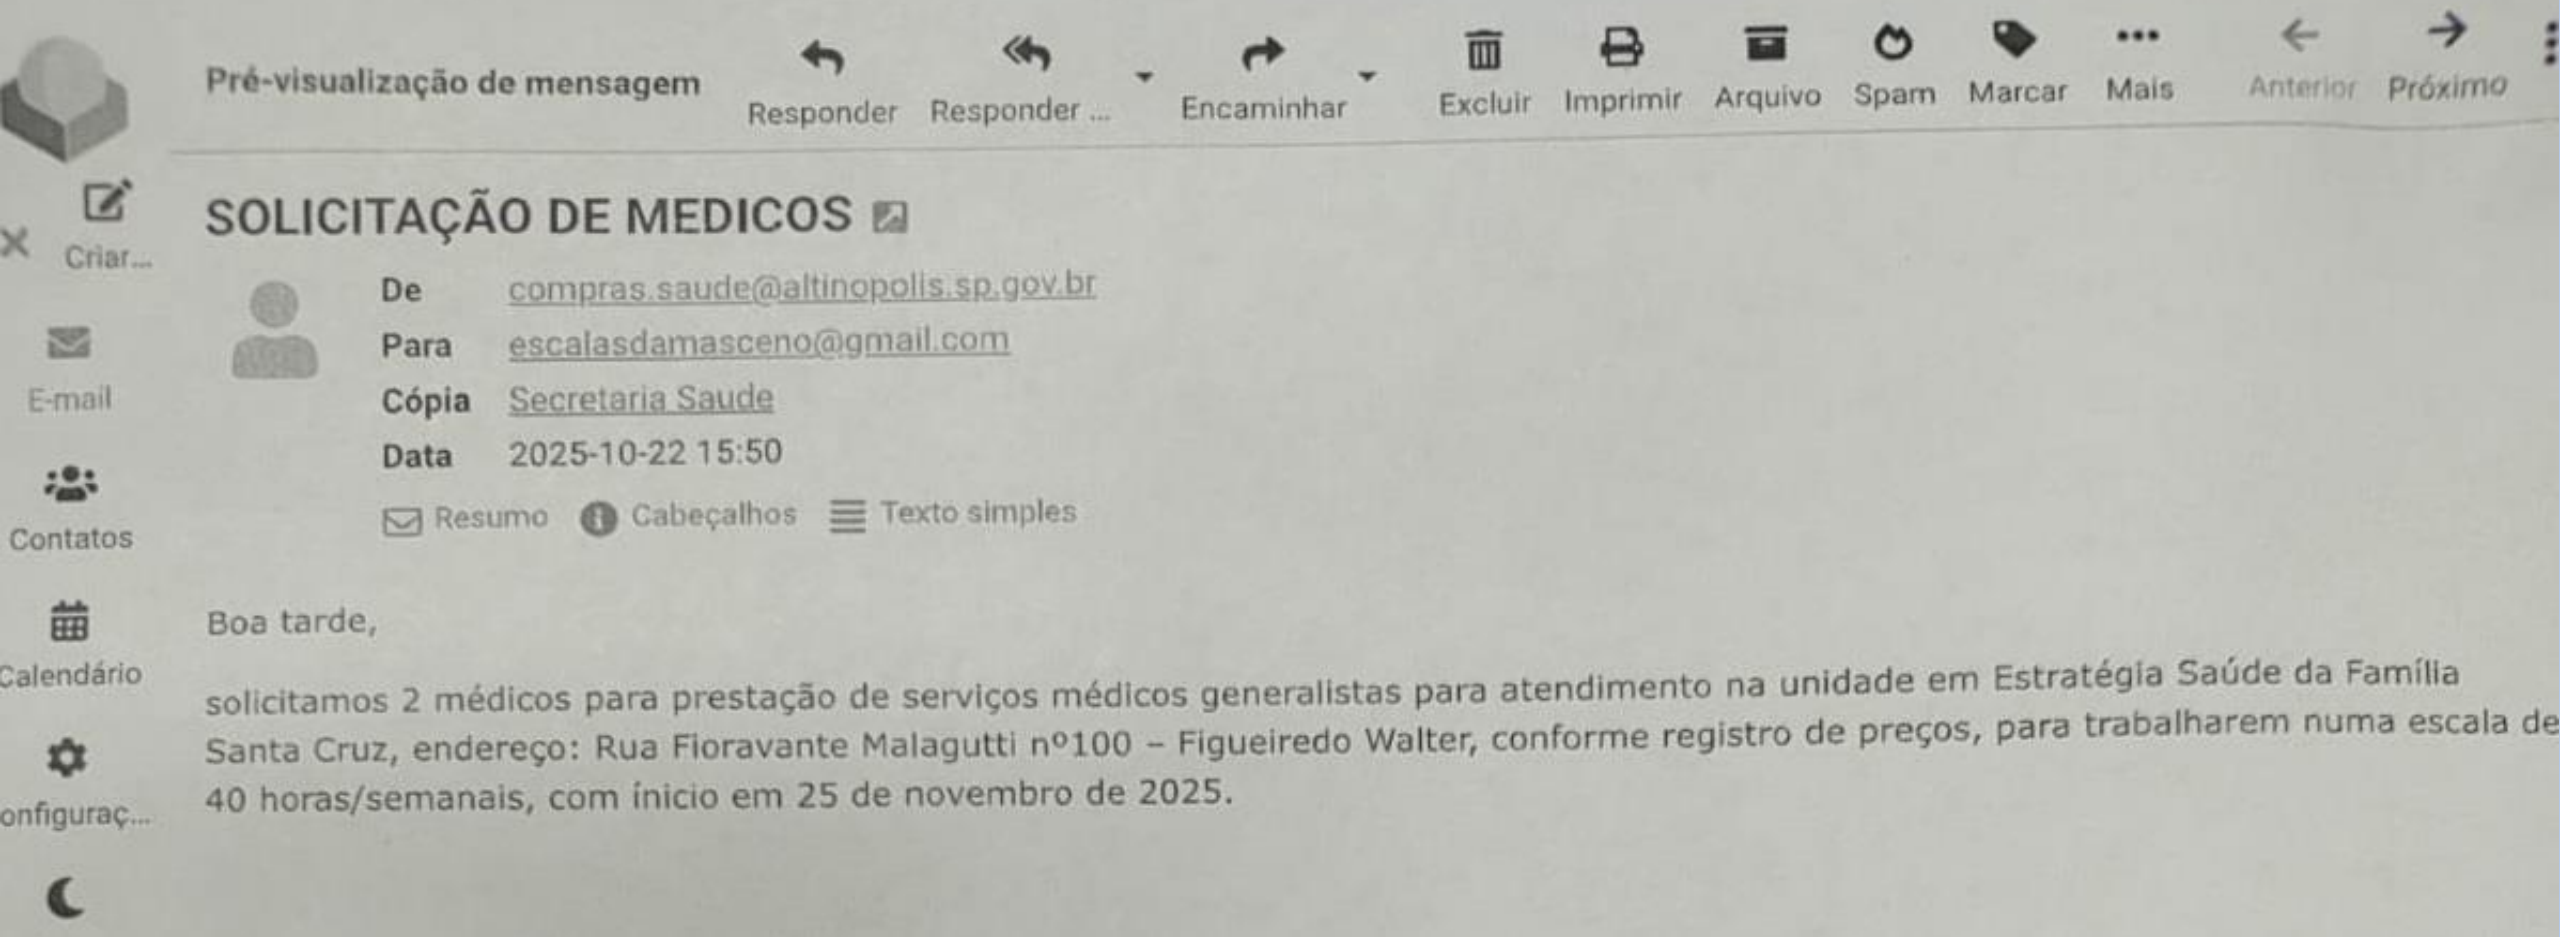 Pré-visualização de mensagem
Responder
Responder ...
Encaminhar
Excluir
Imprimir
Arquivo
Spam
Marcar
Mais
Anterior
Próximo
Criar...
E-mail
Contatos
Calendário
onfiguraç...
SOLICITAÇÃO DE MEDICOS
De compras.saude@altinopolis.sp.gov.br
Para escalasdamasceno@gmail.com
Cópia Secretaria Saude
Data 2025-10-22 15:50
Resumo Cabeçalhos Texto simples
Boa tarde,
solicitamos 2 médicos para prestação de serviços médicos generalistas para atendimento na unidade em Estratégia Saúde da Família
Santa Cruz, endereço: Rua Fioravante Malagutti nº100 – Figueiredo Walter, conforme registro de preços, para trabalharem numa escala de
40 horas/semanais, com ínicio em 25 de novembro de 2025.